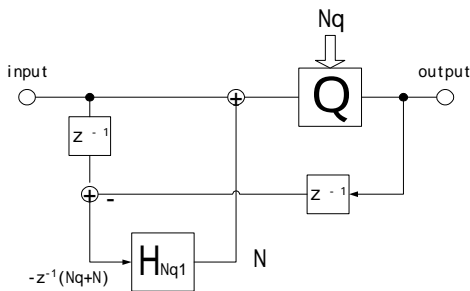 Nq
input
output
Q
z ⁻¹
-
z ⁻¹
H Nq1
N
-z⁻¹(Nq+N)